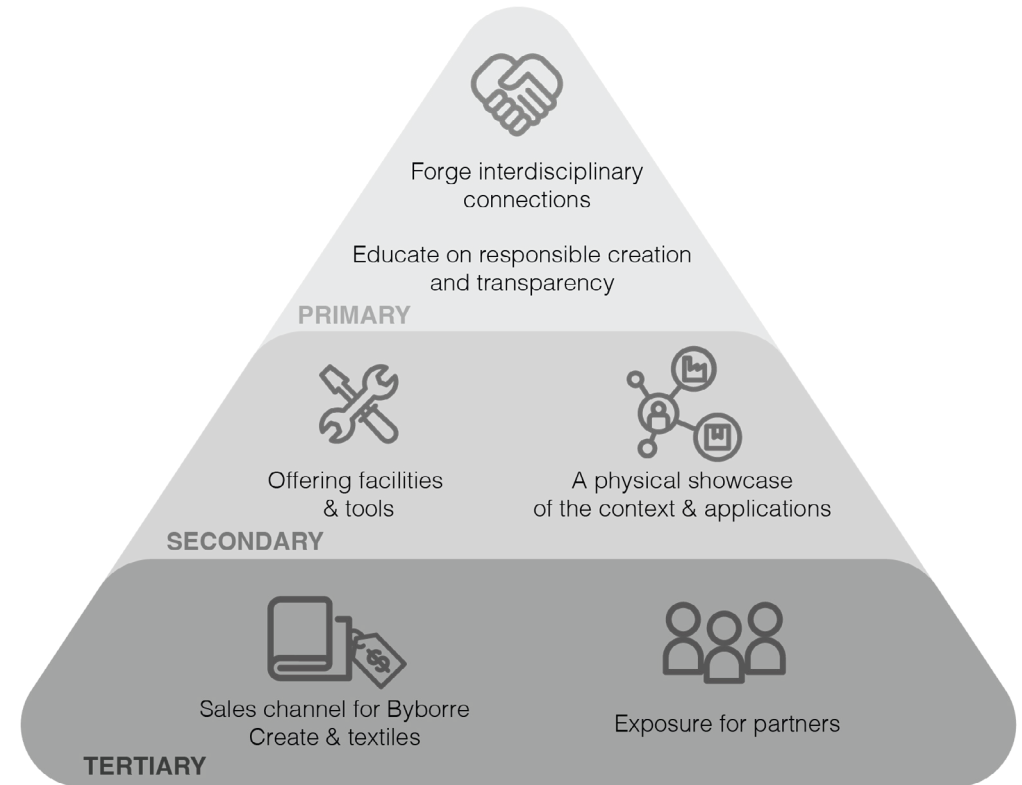 Forge interdisciplinary
connections
Educate on responsible creation
and transparency
PRIMARY
Offering facilities
& tools
A physical showcase
of the context & applications
SECONDARY
$
Sales channel for Byborre
Create & textiles
Exposure for partners
TERTIARY